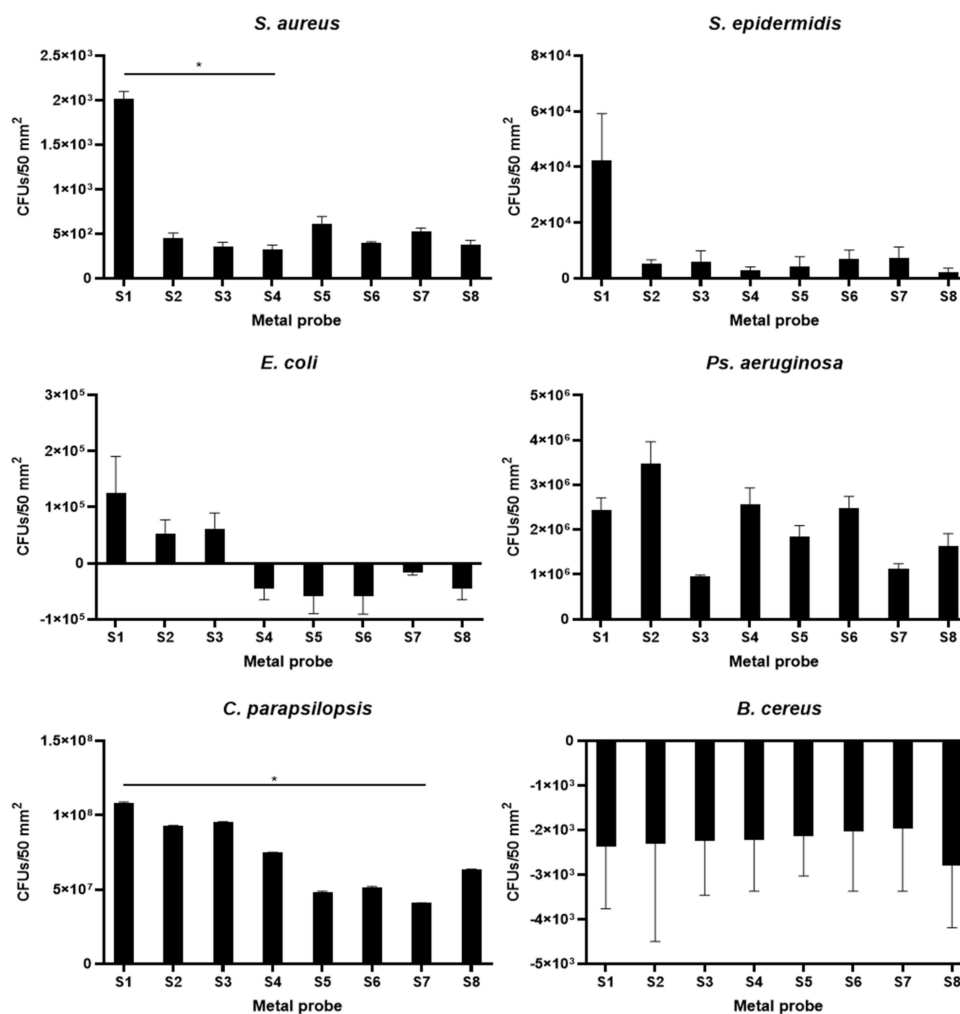 S. aureus
CFUs/50 mm²
2.5×10³
2×10³
1.5×10³
1×10³
5×10²
0
*
S1 S2 S3 S4 S5 S6 S7 S8
Metal probe
S. epidermidis
CFUs/50 mm²
8×10⁴
6×10⁴
4×10⁴
2×10⁴
0
S1 S2 S3 S4 S5 S6 S7 S8
Metal probe
E. coli
CFUs/50 mm²
3×10⁵
2×10⁵
1×10⁵
0
-1×10⁵
S1 S2 S3 S4 S5 S6 S7 S8
Metal probe
Ps. aeruginosa
CFUs/50 mm²
5×10⁶
4×10⁶
3×10⁶
2×10⁶
1×10⁶
0
S1 S2 S3 S4 S5 S6 S7 S8
Metal probe
C. parapsilopsis
CFUs/50 mm²
1.5×10⁸
1×10⁸
5×10⁷
0
*
S1 S2 S3 S4 S5 S6 S7 S8
Metal probe
B. cereus
CFUs/50 mm²
0
-1×10³
-2×10³
-3×10³
-4×10³
-5×10³
S1 S2 S3 S4 S5 S6 S7 S8
Metal probe